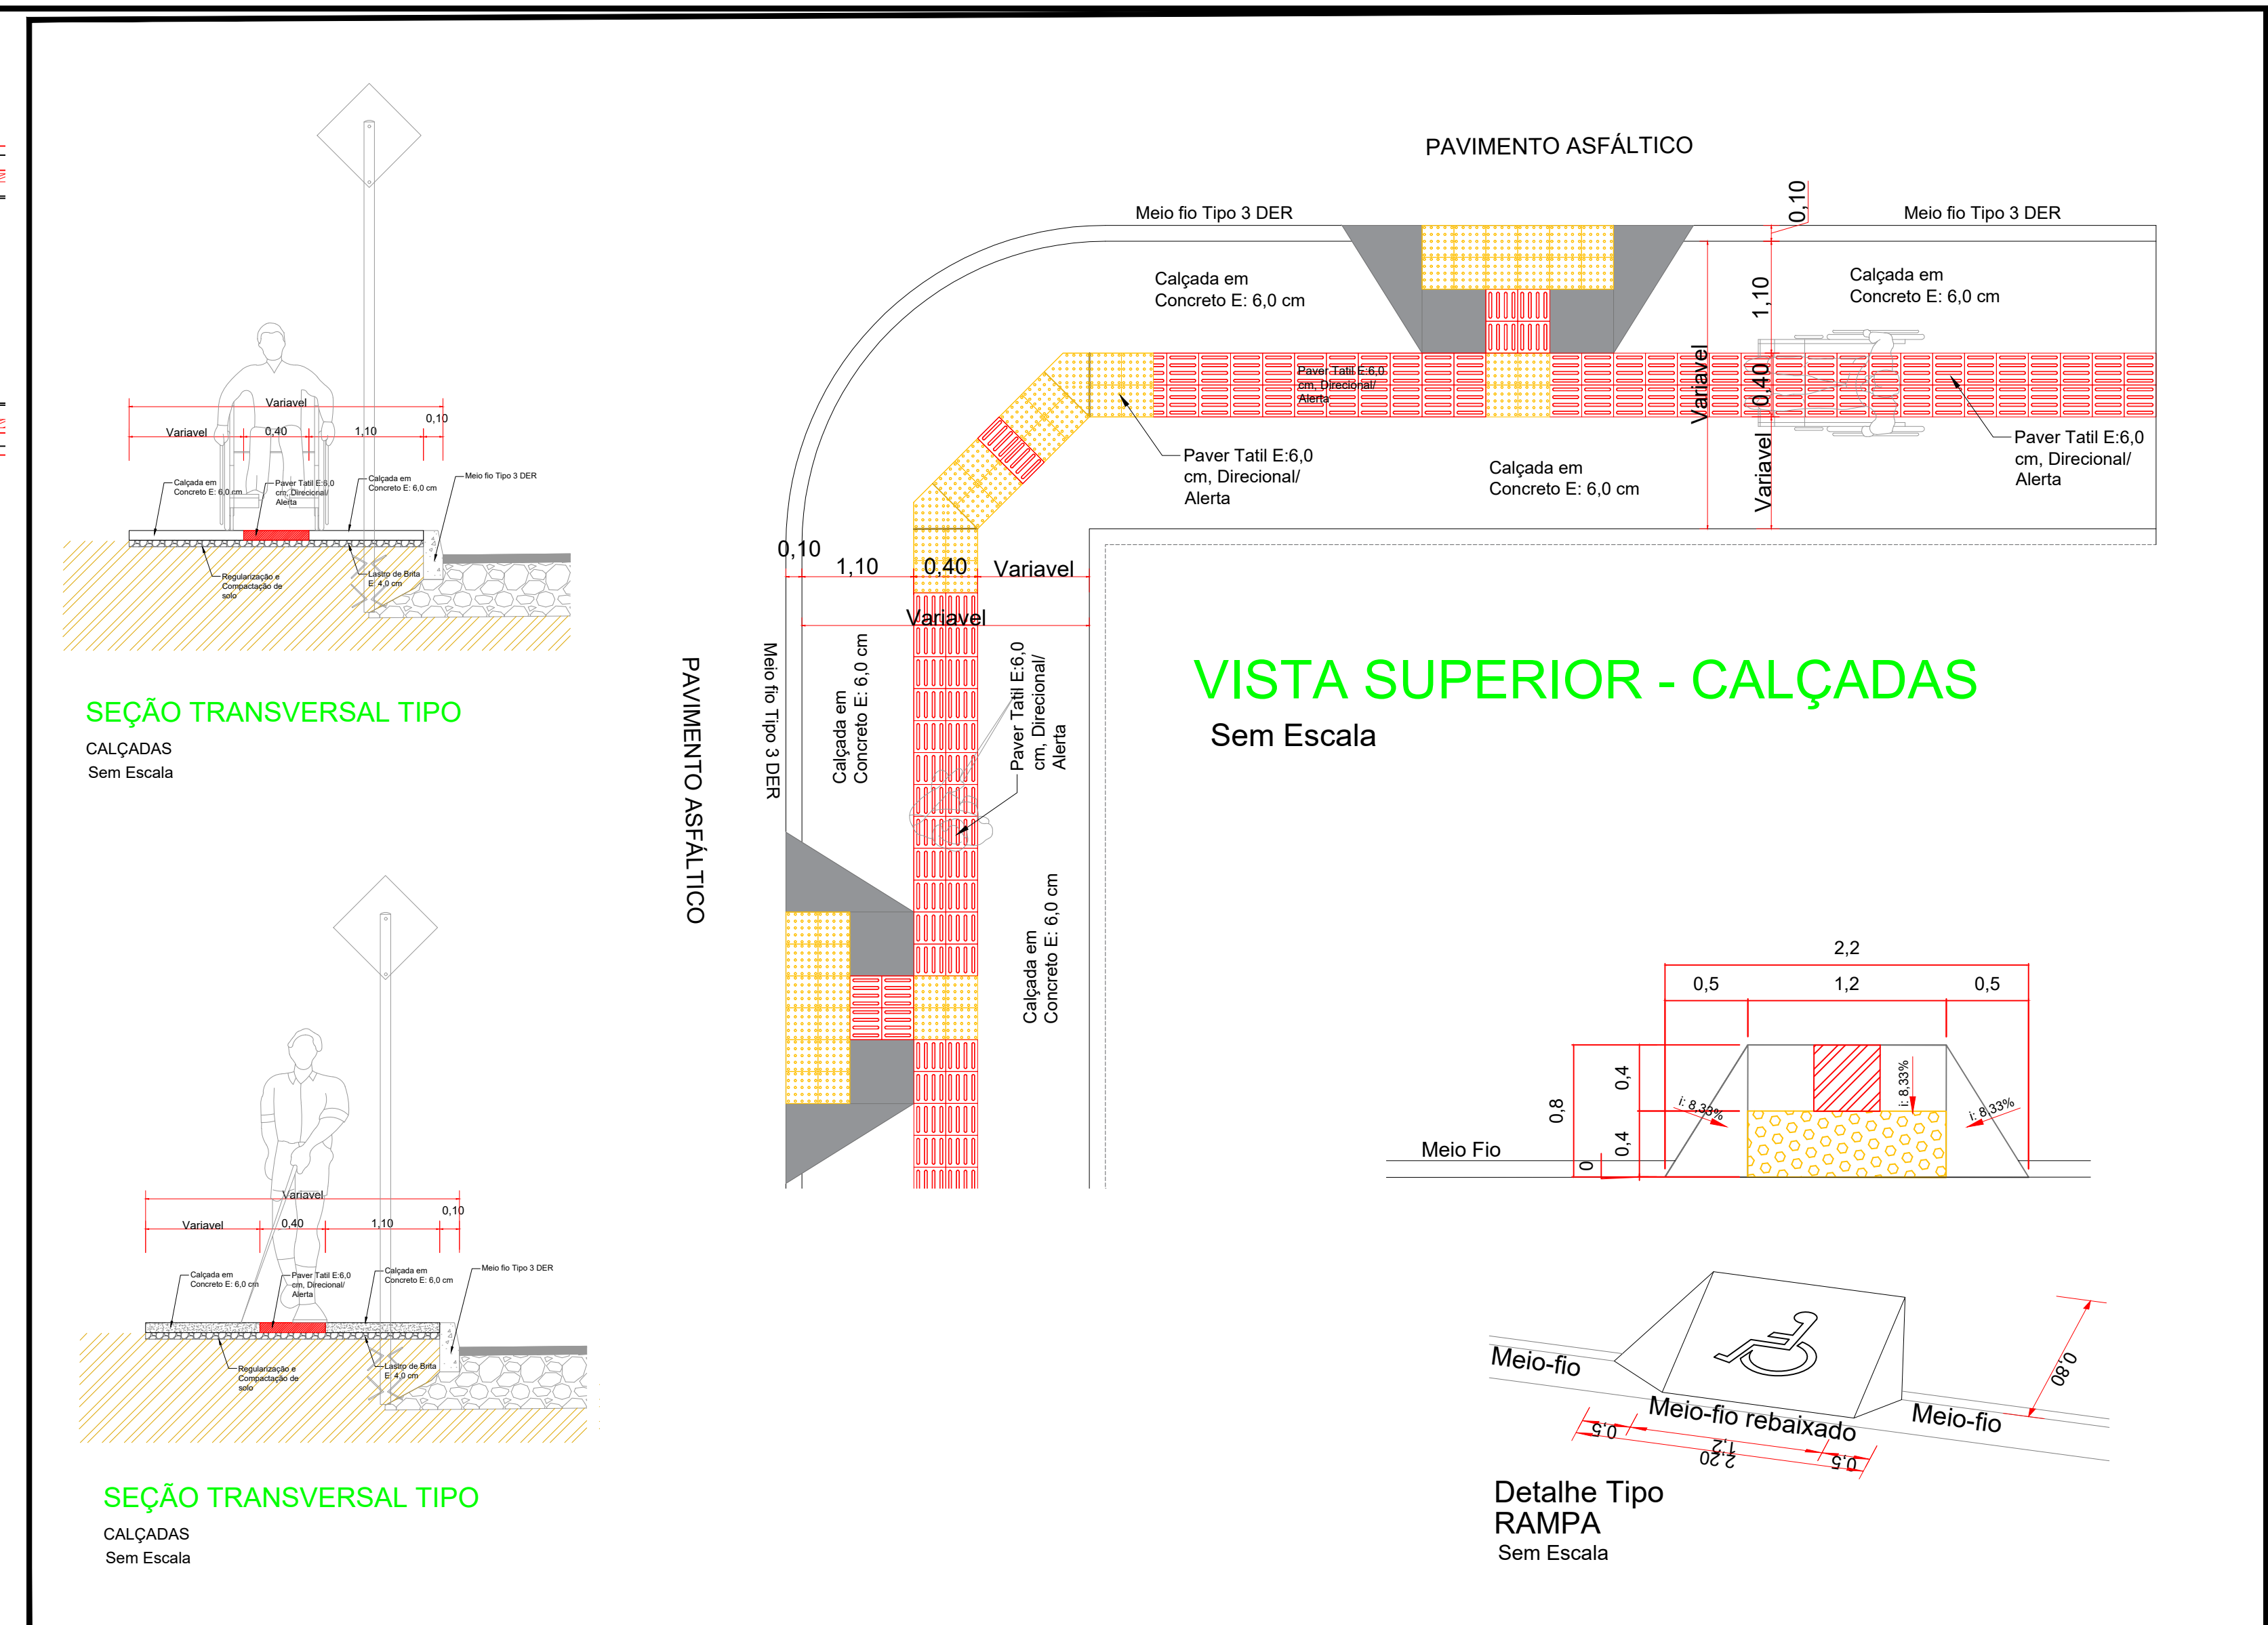 Variavel
0,10
Variavel
0,40
1,10
Calçada em
Concreto E: 6,0 cm
Paver Tatil E:6,0
cm, Direcional/
Alerta
Calçada em
Concreto E: 6,0 cm
Meio fio Tipo 3 DER
Regularização e
Compactação de
solo
Lastro de Brita
E: 4,0 cm
SEÇÃO TRANSVERSAL TIPO
CALÇADAS
Sem Escala
Variavel
0,10
Variavel
0,40
1,10
Calçada em
Concreto E: 6,0 cm
Paver Tatil E:6,0
cm, Direcional/
Alerta
Calçada em
Concreto E: 6,0 cm
Meio fio Tipo 3 DER
Regularização e
Compactação de
solo
Lastro de Brita
E: 4,0 cm
SEÇÃO TRANSVERSAL TIPO
CALÇADAS
Sem Escala
PAVIMENTO ASFÁLTICO
Meio fio Tipo 3 DER
0,10
Meio fio Tipo 3 DER
Calçada em
Concreto E: 6,0 cm
1,10
Calçada em
Concreto E: 6,0 cm
Paver Tatil E:6,0
cm, Direcional/
Alerta
Variavel
0,40
Paver Tatil E:6,0
cm, Direcional/
Alerta
Calçada em
Concreto E: 6,0 cm
Variavel
Paver Tatil E:6,0
cm, Direcional/
Alerta
0,10
1,10
0,40
Variavel
Variavel
PAVIMENTO ASFÁLTICO
Meio fio Tipo 3 DER
Calçada em
Concreto E: 6,0 cm
Paver Tatil E:6,0
cm, Direcional/
Alerta
Calçada em
Concreto E: 6,0 cm
VISTA SUPERIOR - CALÇADAS
Sem Escala
2,2
0,5
1,2
0,5
0,8
0,4
0,4
0
i: 8,33%
i: 8,33%
i: 8,33%
Meio Fio
Meio-fio
Meio-fio rebaixado
Meio-fio
0,80
0,5
1,2
0,5
2,20
Detalhe Tipo
RAMPA
Sem Escala